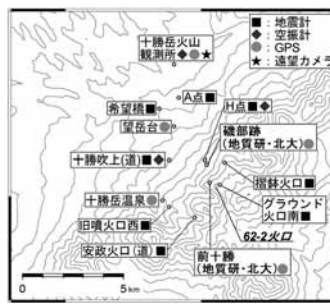 ■：地震計
◆：空振計
●：GPS
★：遠望カメラ
十勝岳火山
観測所◆●★
A点■
希望橋■
H点■◆
望岳台●
磯部跡
(地質研・北大)●
十勝吹上(道)■◆
摺鉢火口■
十勝岳温泉●
グラウンド
火口南■
旧噴火口西■
62-2火口
安政火口(道)■
前十勝
(地質研・北大)●
0
5
km